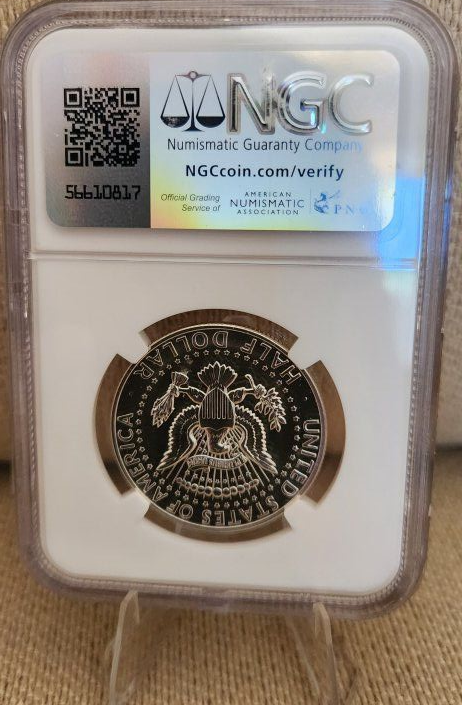 NGC
Numismatic Guaranty Company
NGCcoin.com/verify
56610817
Official Grading
Service of
AMERICAN
NUMISMATIC
ASSOCIATION
PNG
UNITED STATES OF AMERICA
HALF DOLLAR